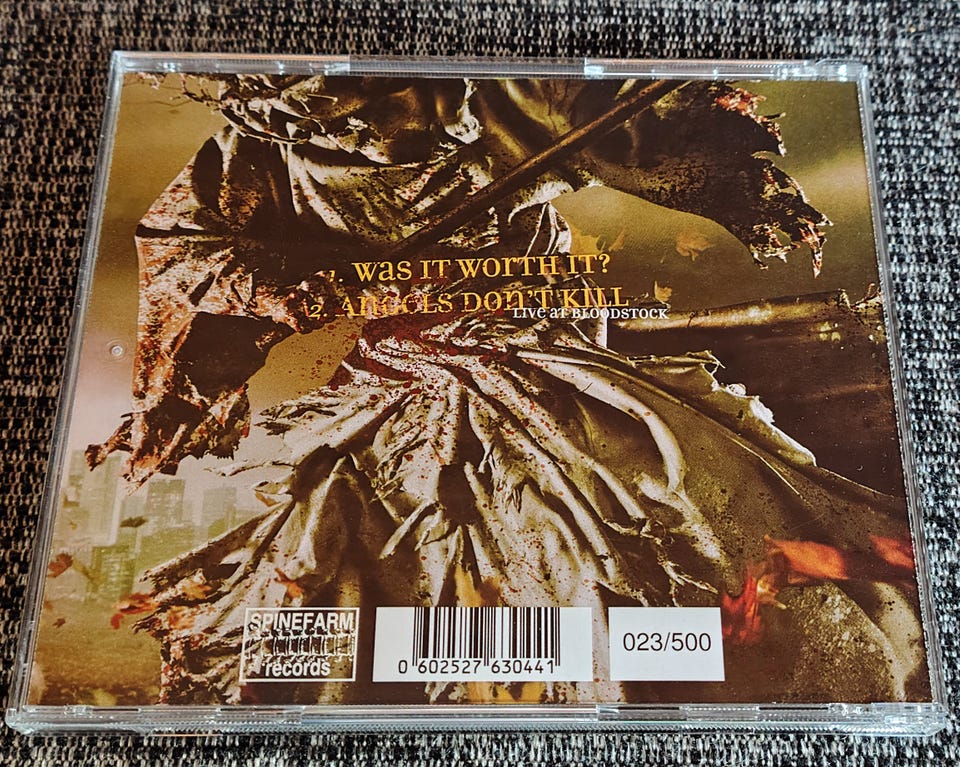 1. Was IT WORTH IT?
2. ANGELS DON'T KILL
LIVE AT BLOODSTOCK
SPINEFARM
records
0 602527 630441
023/500